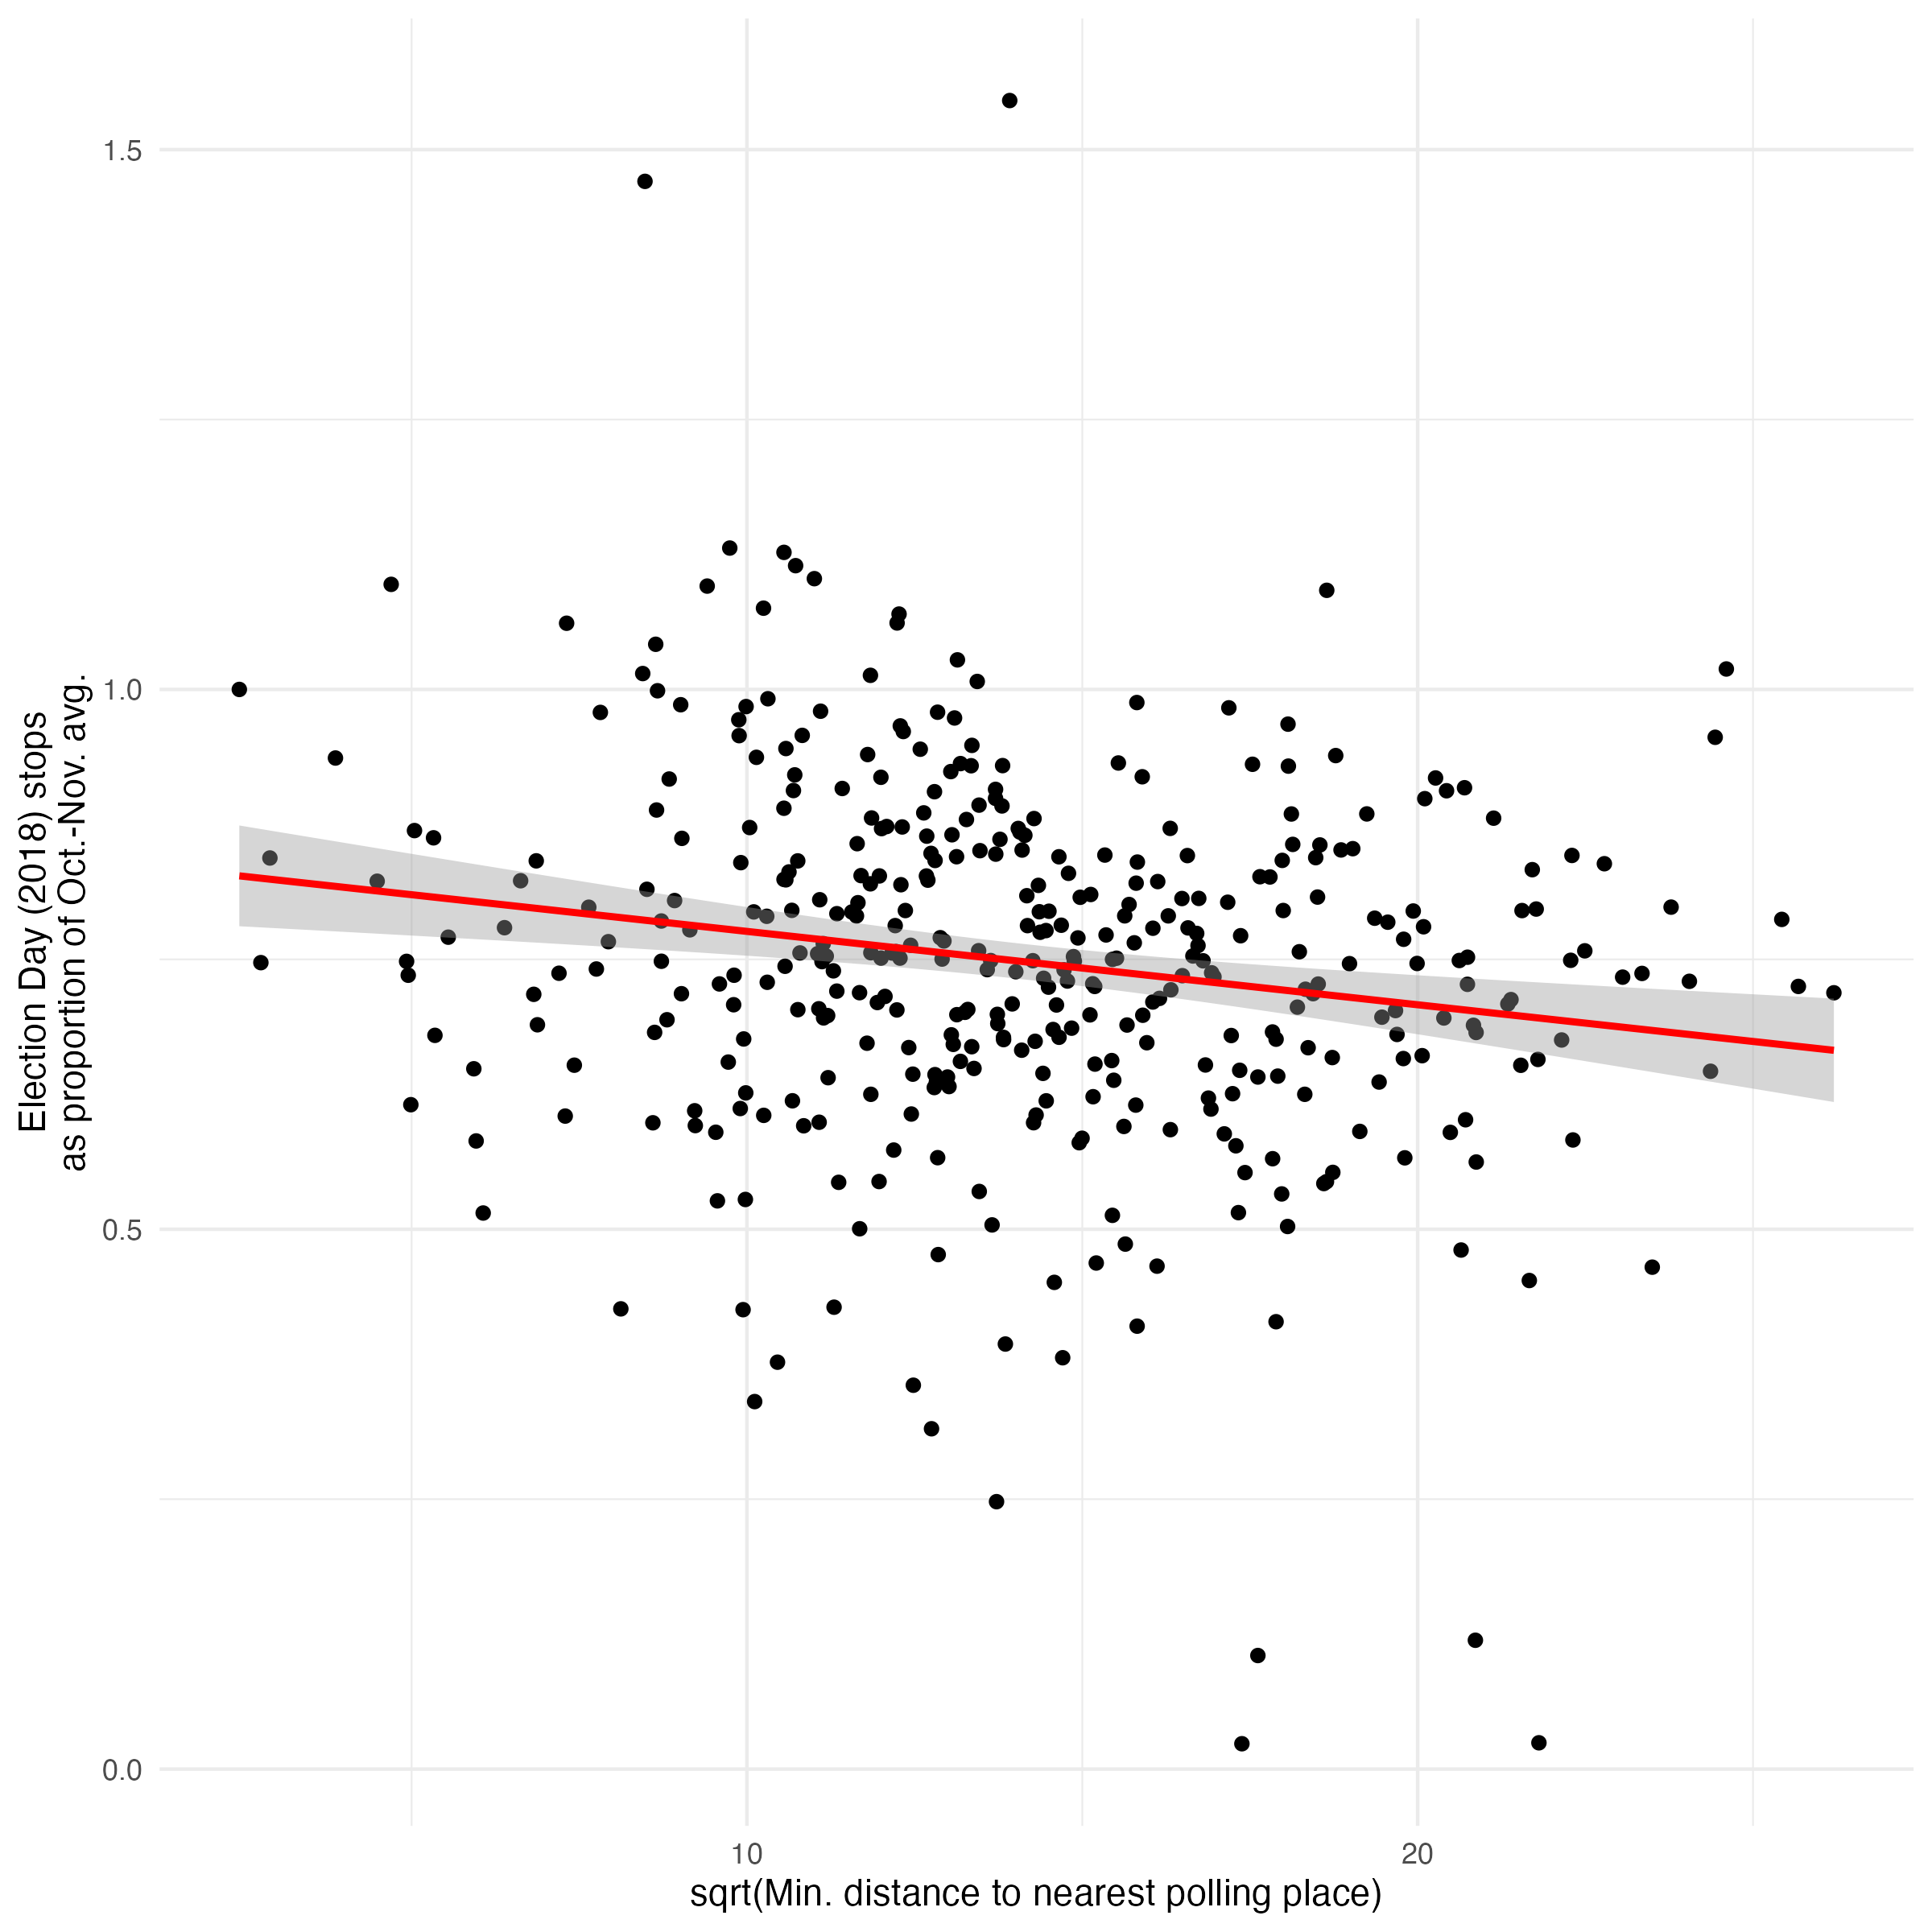 Election Day (2018) stops
as proportion of Oct.-Nov. avg.
1.5
1.0
0.5
0.0
10
20
sqrt(Min. distance to nearest polling place)